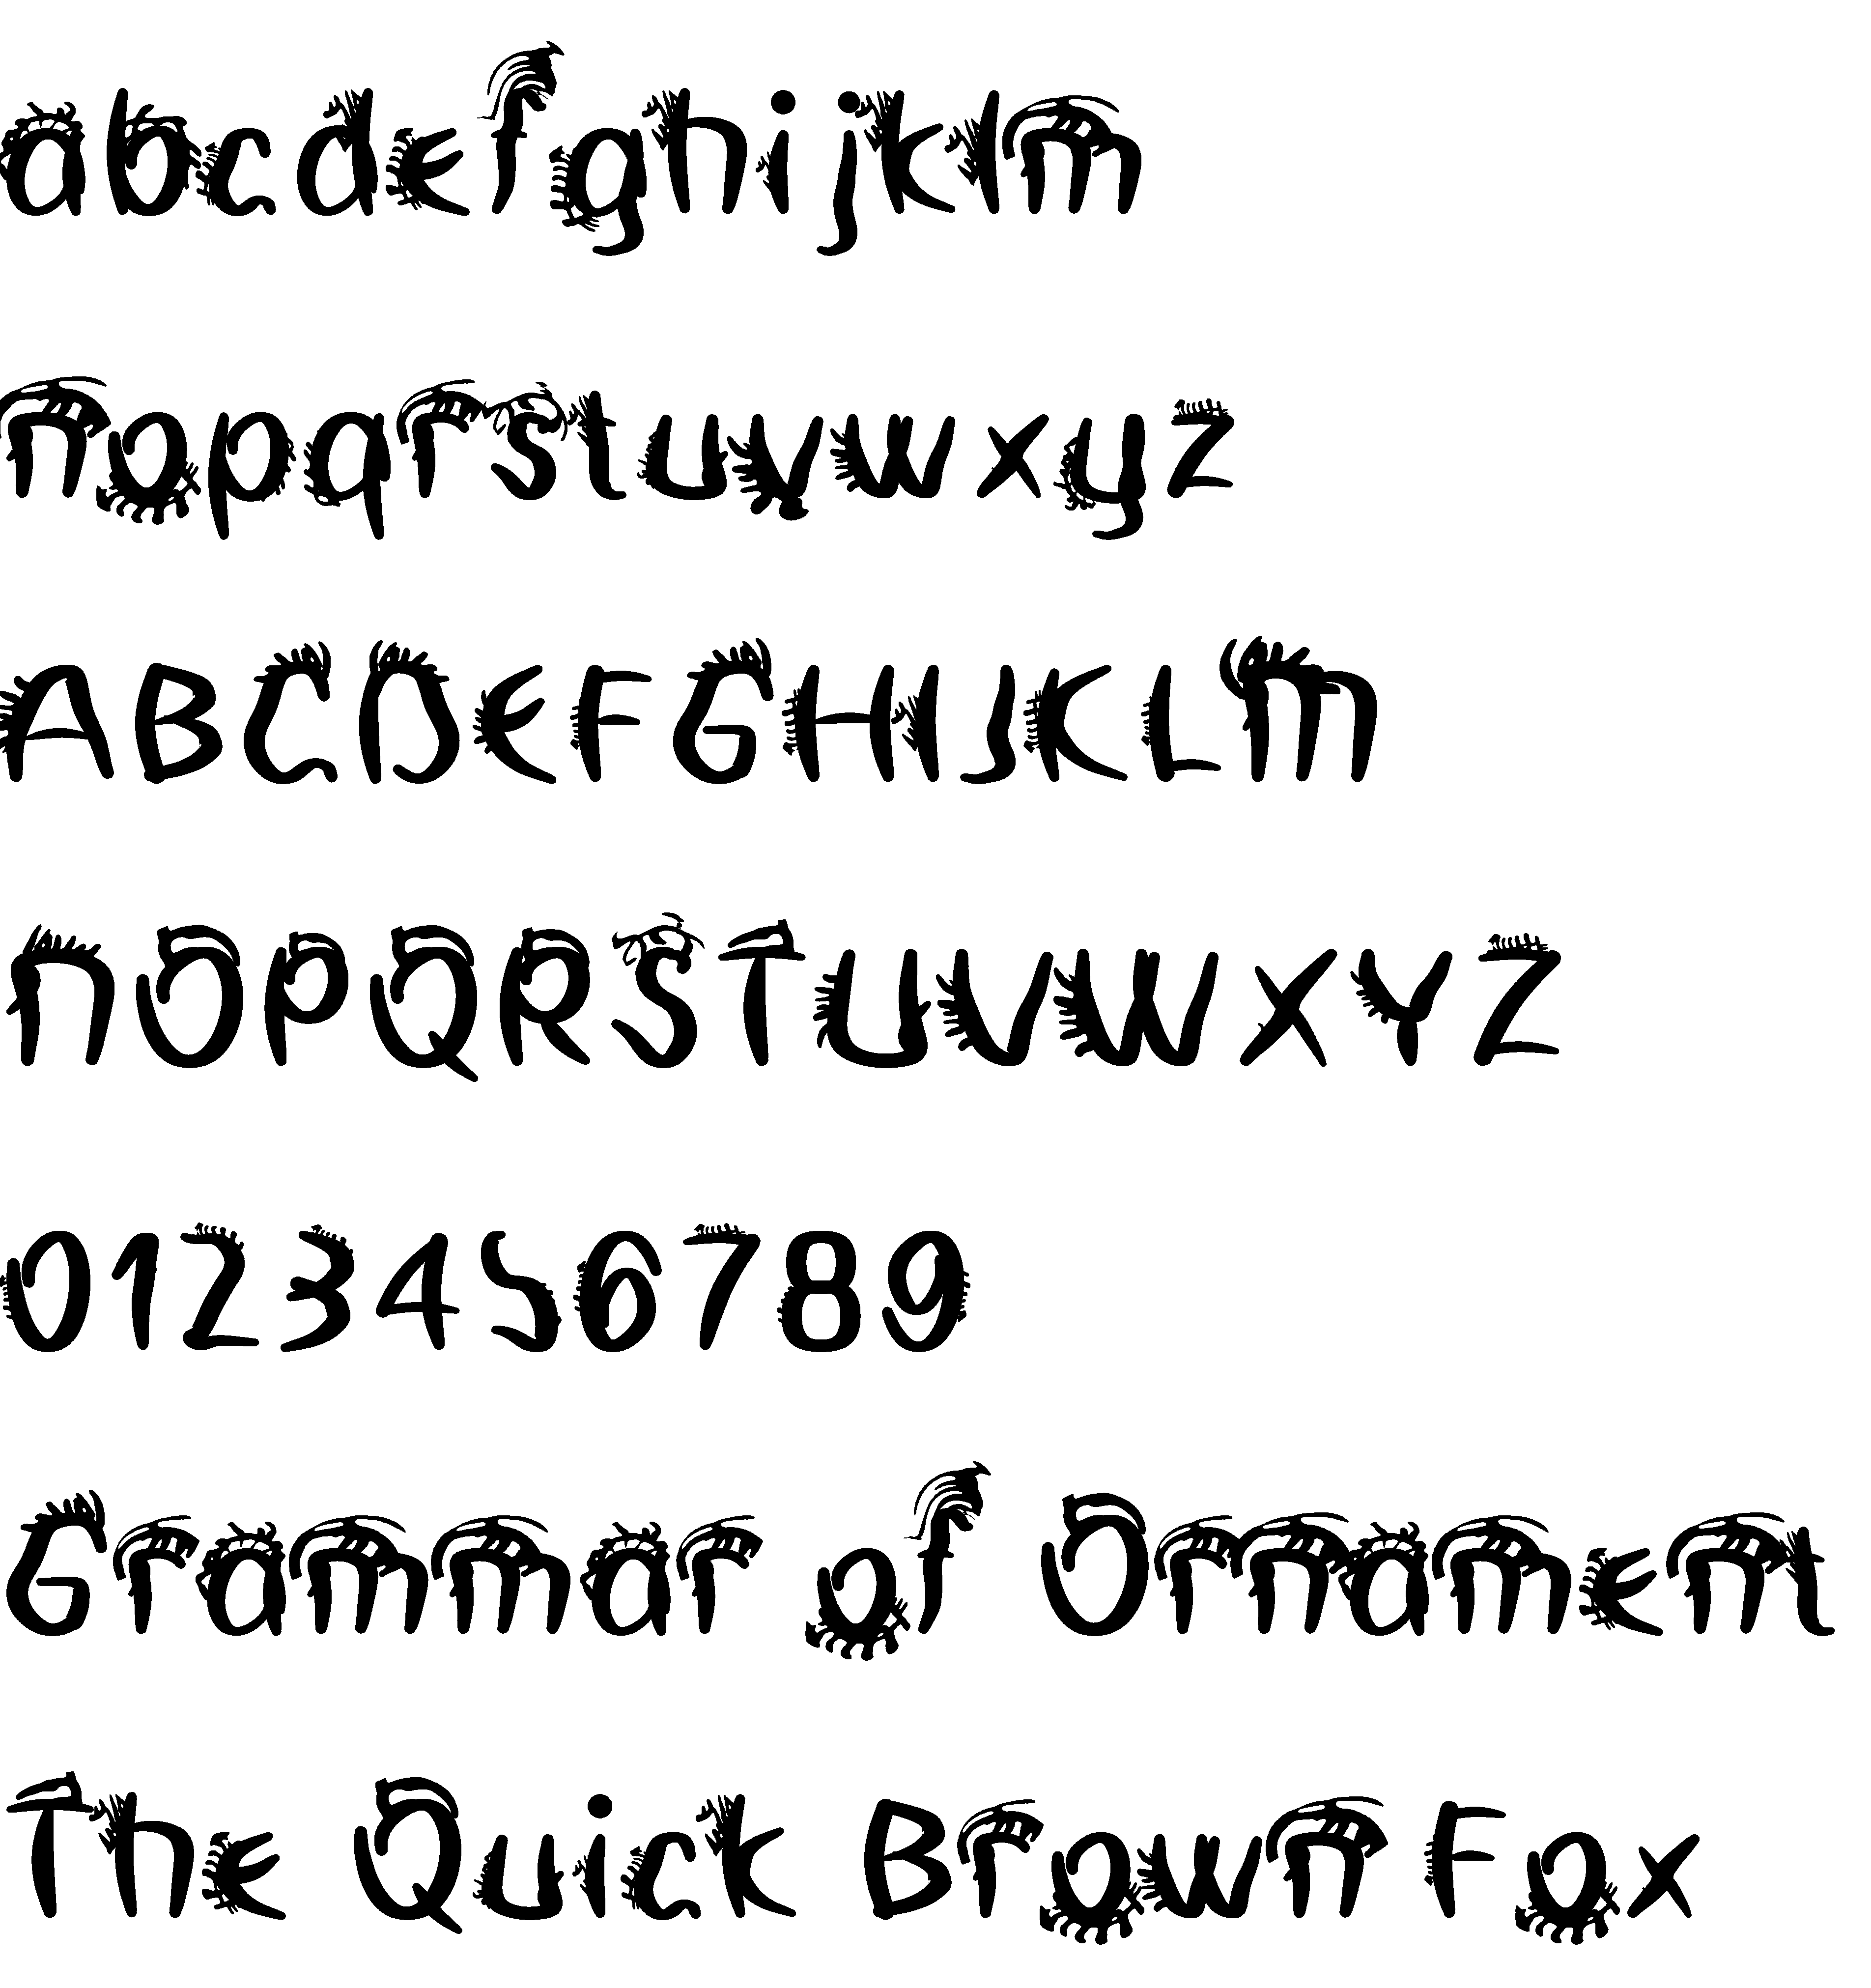 abcdefghijklm
nopqrstuvwxyz
ABCDEFGHIJKLM
NOPQRSTUVWXYZ
0123456789
Grammar of Ornament
The Quick Brown Fox